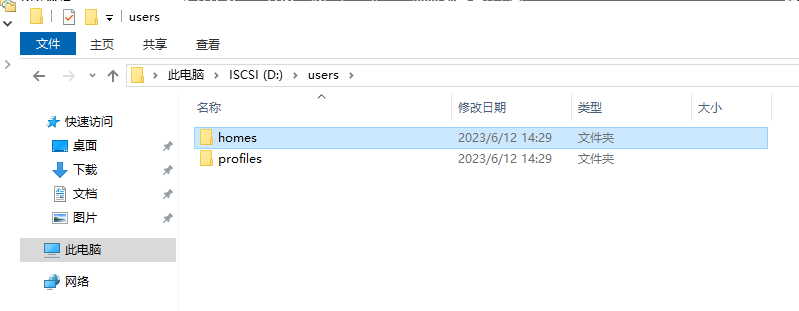 users
文件 主页 共享 查看
此电脑 ISCSI (D:) users
名称 修改日期 类型 大小
快速访问
桌面
下载
文档
图片
此电脑
网络
homes 2023/6/12 14:29 文件夹
profiles 2023/6/12 14:29 文件夹